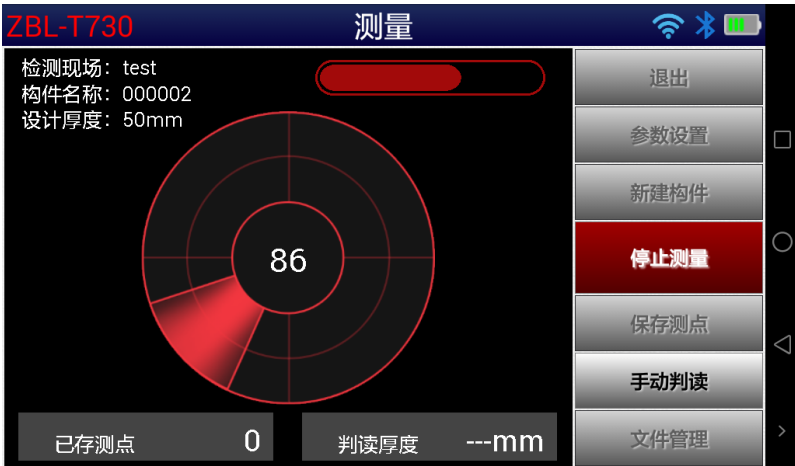 ZBL-T730
测量
检测现场：test
构件名称：000002
设计厚度：50mm
86
已存测点 0
判读厚度 ---mm
退出
参数设置
新建构件
停止测量
保存测点
手动判读
文件管理